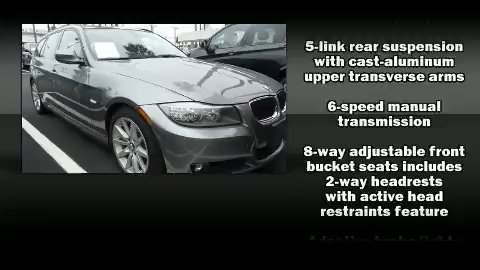 5-link rear suspension
with cast-aluminum
upper transverse arms
6-speed manual
transmission
8-way adjustable front
bucket seats includes
2-way headrests
with active head
restraints feature